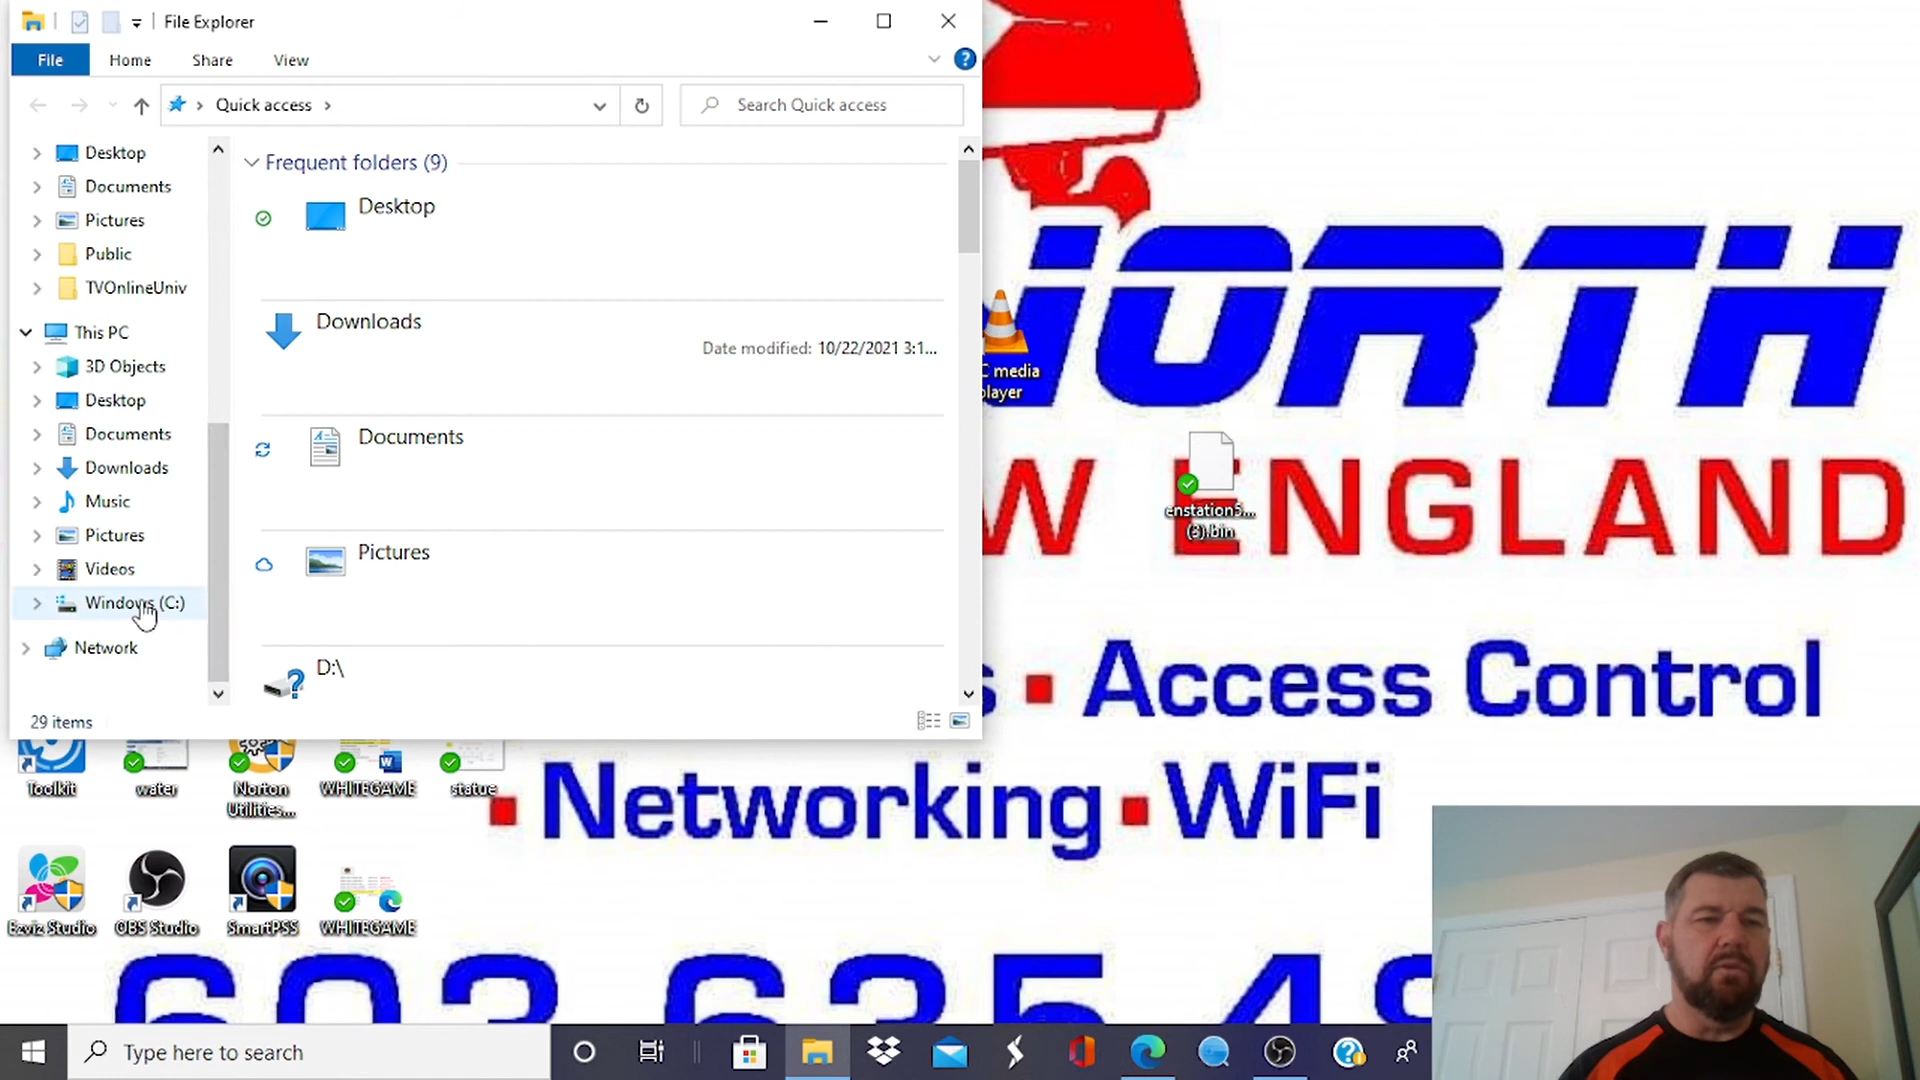 File Explorer
File Home Share View
Quick access
Search Quick access
Desktop
Documents
Pictures
Public
TVOnlineUniv
This PC
3D Objects
Desktop
Documents
Downloads
Music
Pictures
Videos
Windows (C:)
Network
Frequent folders (9)
Desktop
Downloads
Date modified: 10/22/2021 3:1...
Documents
Pictures
D:\
29 items
C media
player
enstation5...
(3).bin
NORTH
W ENGLAND
s ▪ Access Control
▪ Networking ▪ WiFi
Toolkit
water
Norton
Utilities...
WHITEGAME
statue
Ezviz Studio
OBS Studio
SmartPSS
WHITEGAME
Type here to search